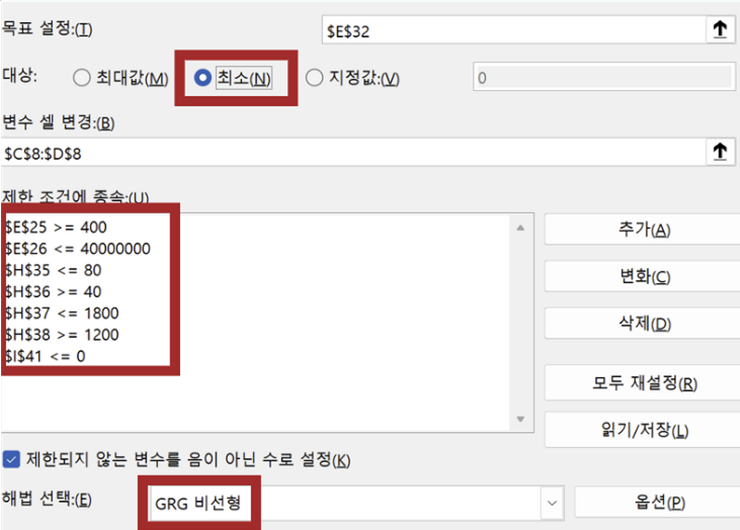 목표 설정:(T) $E$32
대상: 최대값(M) 최소(N) 지정값:(V) 0
변수 셀 변경:(B)
$C$8:$D$8
제한 조건에 종속:(U)
$E$25 >= 400
$E$26 <= 40000000
$H$35 <= 80
$H$36 >= 40
$H$37 <= 1800
$H$38 >= 1200
$I$41 <= 0
추가(A)
변화(C)
삭제(D)
모두 재설정(R)
읽기/저장(L)
제한되지 않는 변수를 음이 아닌 수로 설정(K)
해법 선택:(E) GRG 비선형 옵션(P)